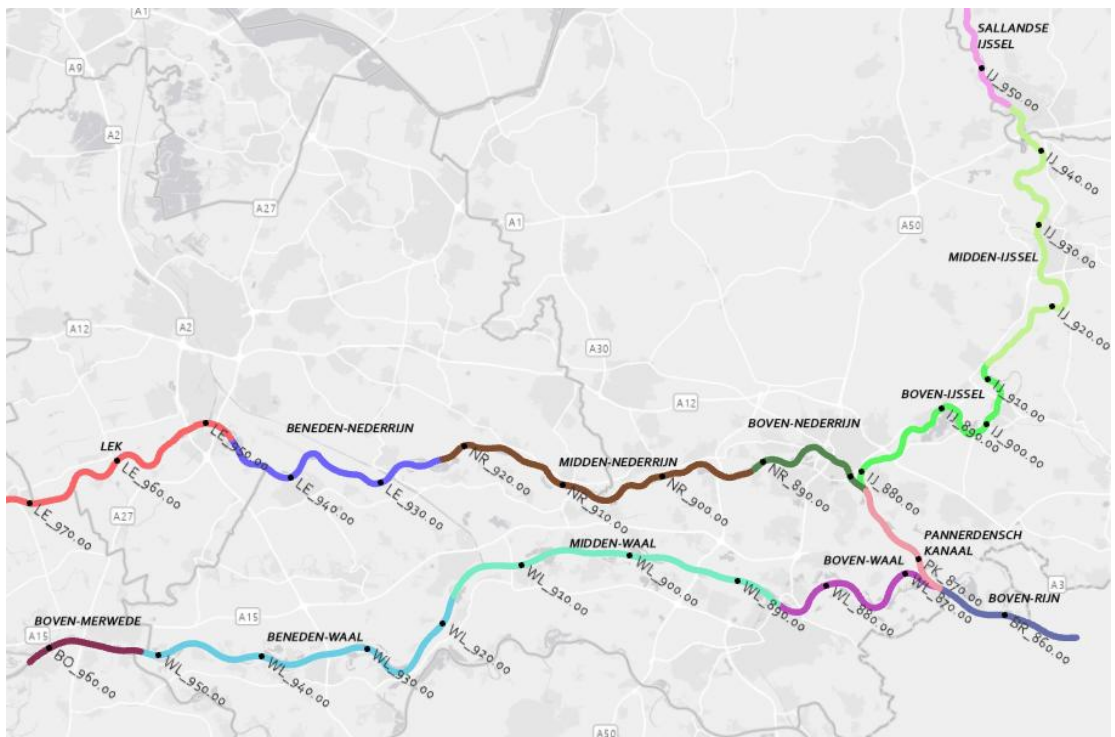 A1
SALLANDSE
IJSSEL
A9
IJ_950.00
A2
IJ_940.00
A27
A1
A50
IJ_930.00
MIDDEN-IJSSEL
IJ_920.00
A12
A2
A30
IJ_910.00
BOVEN-IJSSEL
A12
IJ_890.00
IJ_900.00
BENEDEN-NEDERRIJN
BOVEN-NEDERRIJN
LEK
LE_950.00
NR_920.00
MIDDEN-NEDERRIJN
NR_890.00
IJ_880.00
LE_960.00
LE_940.00
LE_930.00
NR_910.00
NR_900.00
LE_970.00
A27
PANNERDENSCH
KANAAL
MIDDEN-WAAL
BOVEN-WAAL
PK_870.00
WL_910.00
WL_900.00
WL_890.00
WL_880.00
WL_870.00
A3
BOVEN-RIJN
BR_860.00
BOVEN-MERWEDE
A15
A15
BENEDEN-WAAL
WL_920.00
BO_960.00
WL_950.00
WL_940.00
WL_930.00
A50